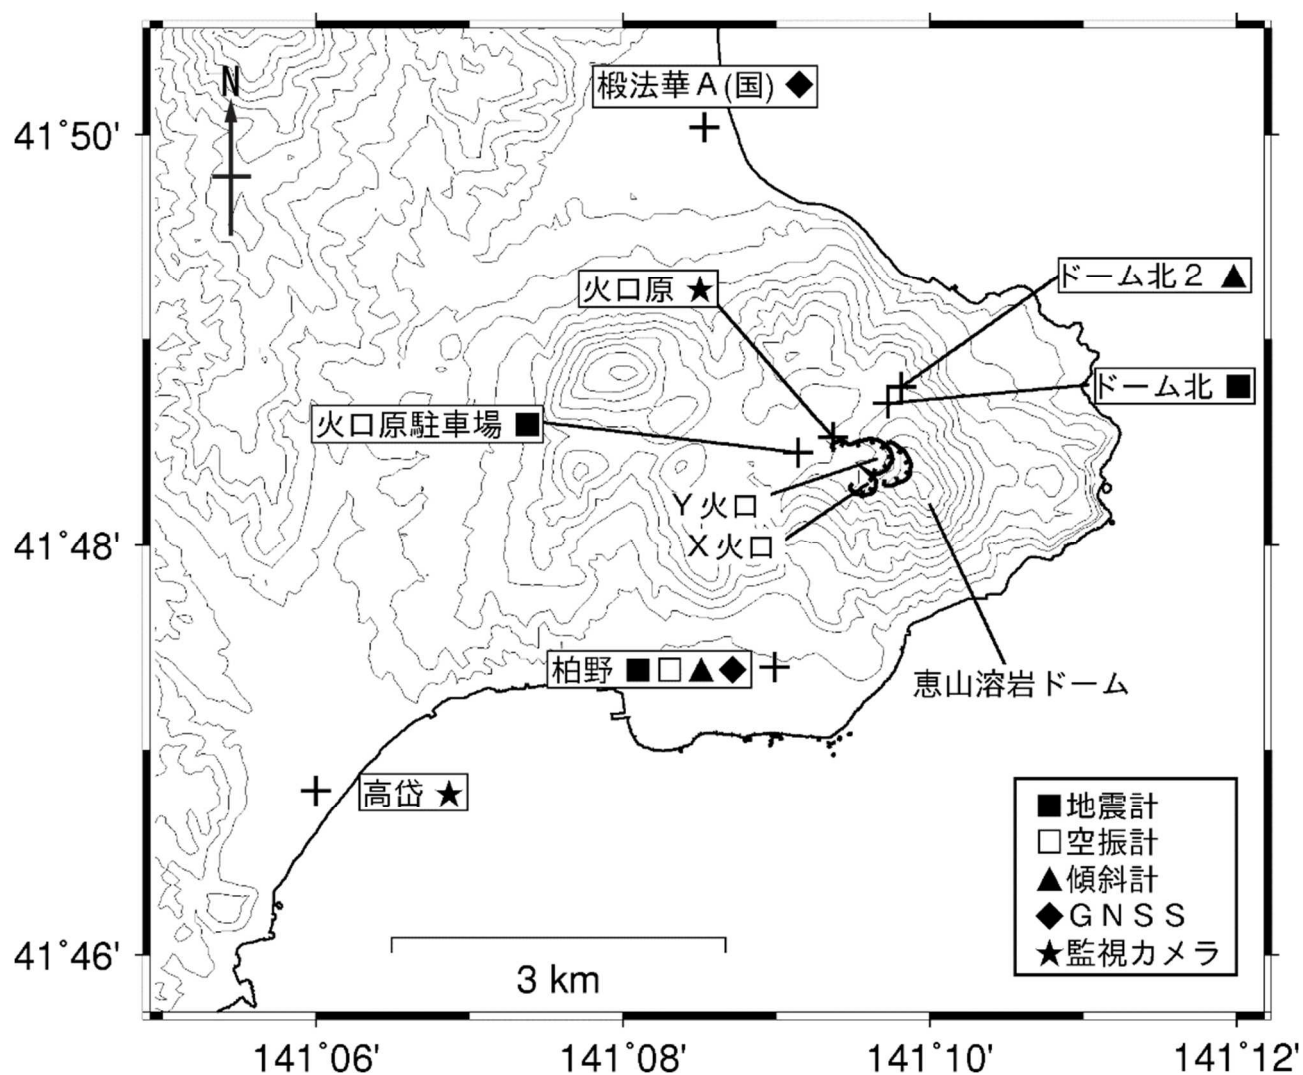 N
椴法華A(国) ◆
41˚50'
火口原 ★
ドーム北2 ▲
ドーム北 ■
火口原駐車場 ■
Y火口
X火口
41˚48'
柏野 ■□▲◆
恵山溶岩ドーム
高岱 ★
■地震計
□空振計
▲傾斜計
◆GNSS
★監視カメラ
41˚46'
3 km
141˚06'
141˚08'
141˚10'
141˚12'